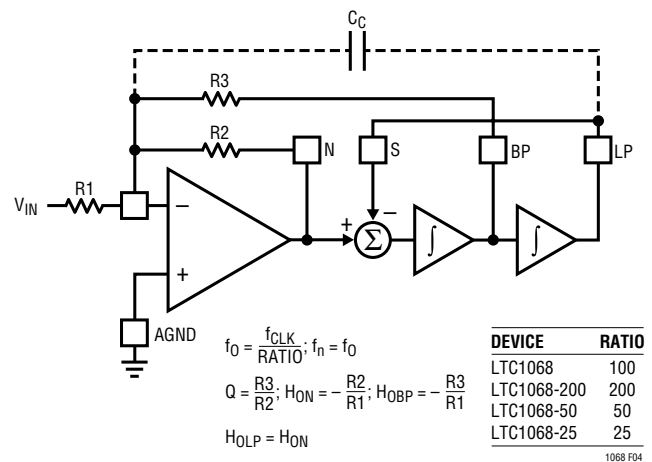 C_C
R3
R2
N
S
BP
LP
R1
V_IN
−
+
+
−
Σ
∫
∫
AGND
f_O = f_CLK/RATIO; f_n = f_O
Q = R3/R2; H_ON = −R2/R1; H_OBP = −R3/R1
H_OLP = H_ON
DEVICE RATIO
LTC1068 100
LTC1068-200 200
LTC1068-50 50
LTC1068-25 25
1068 F04